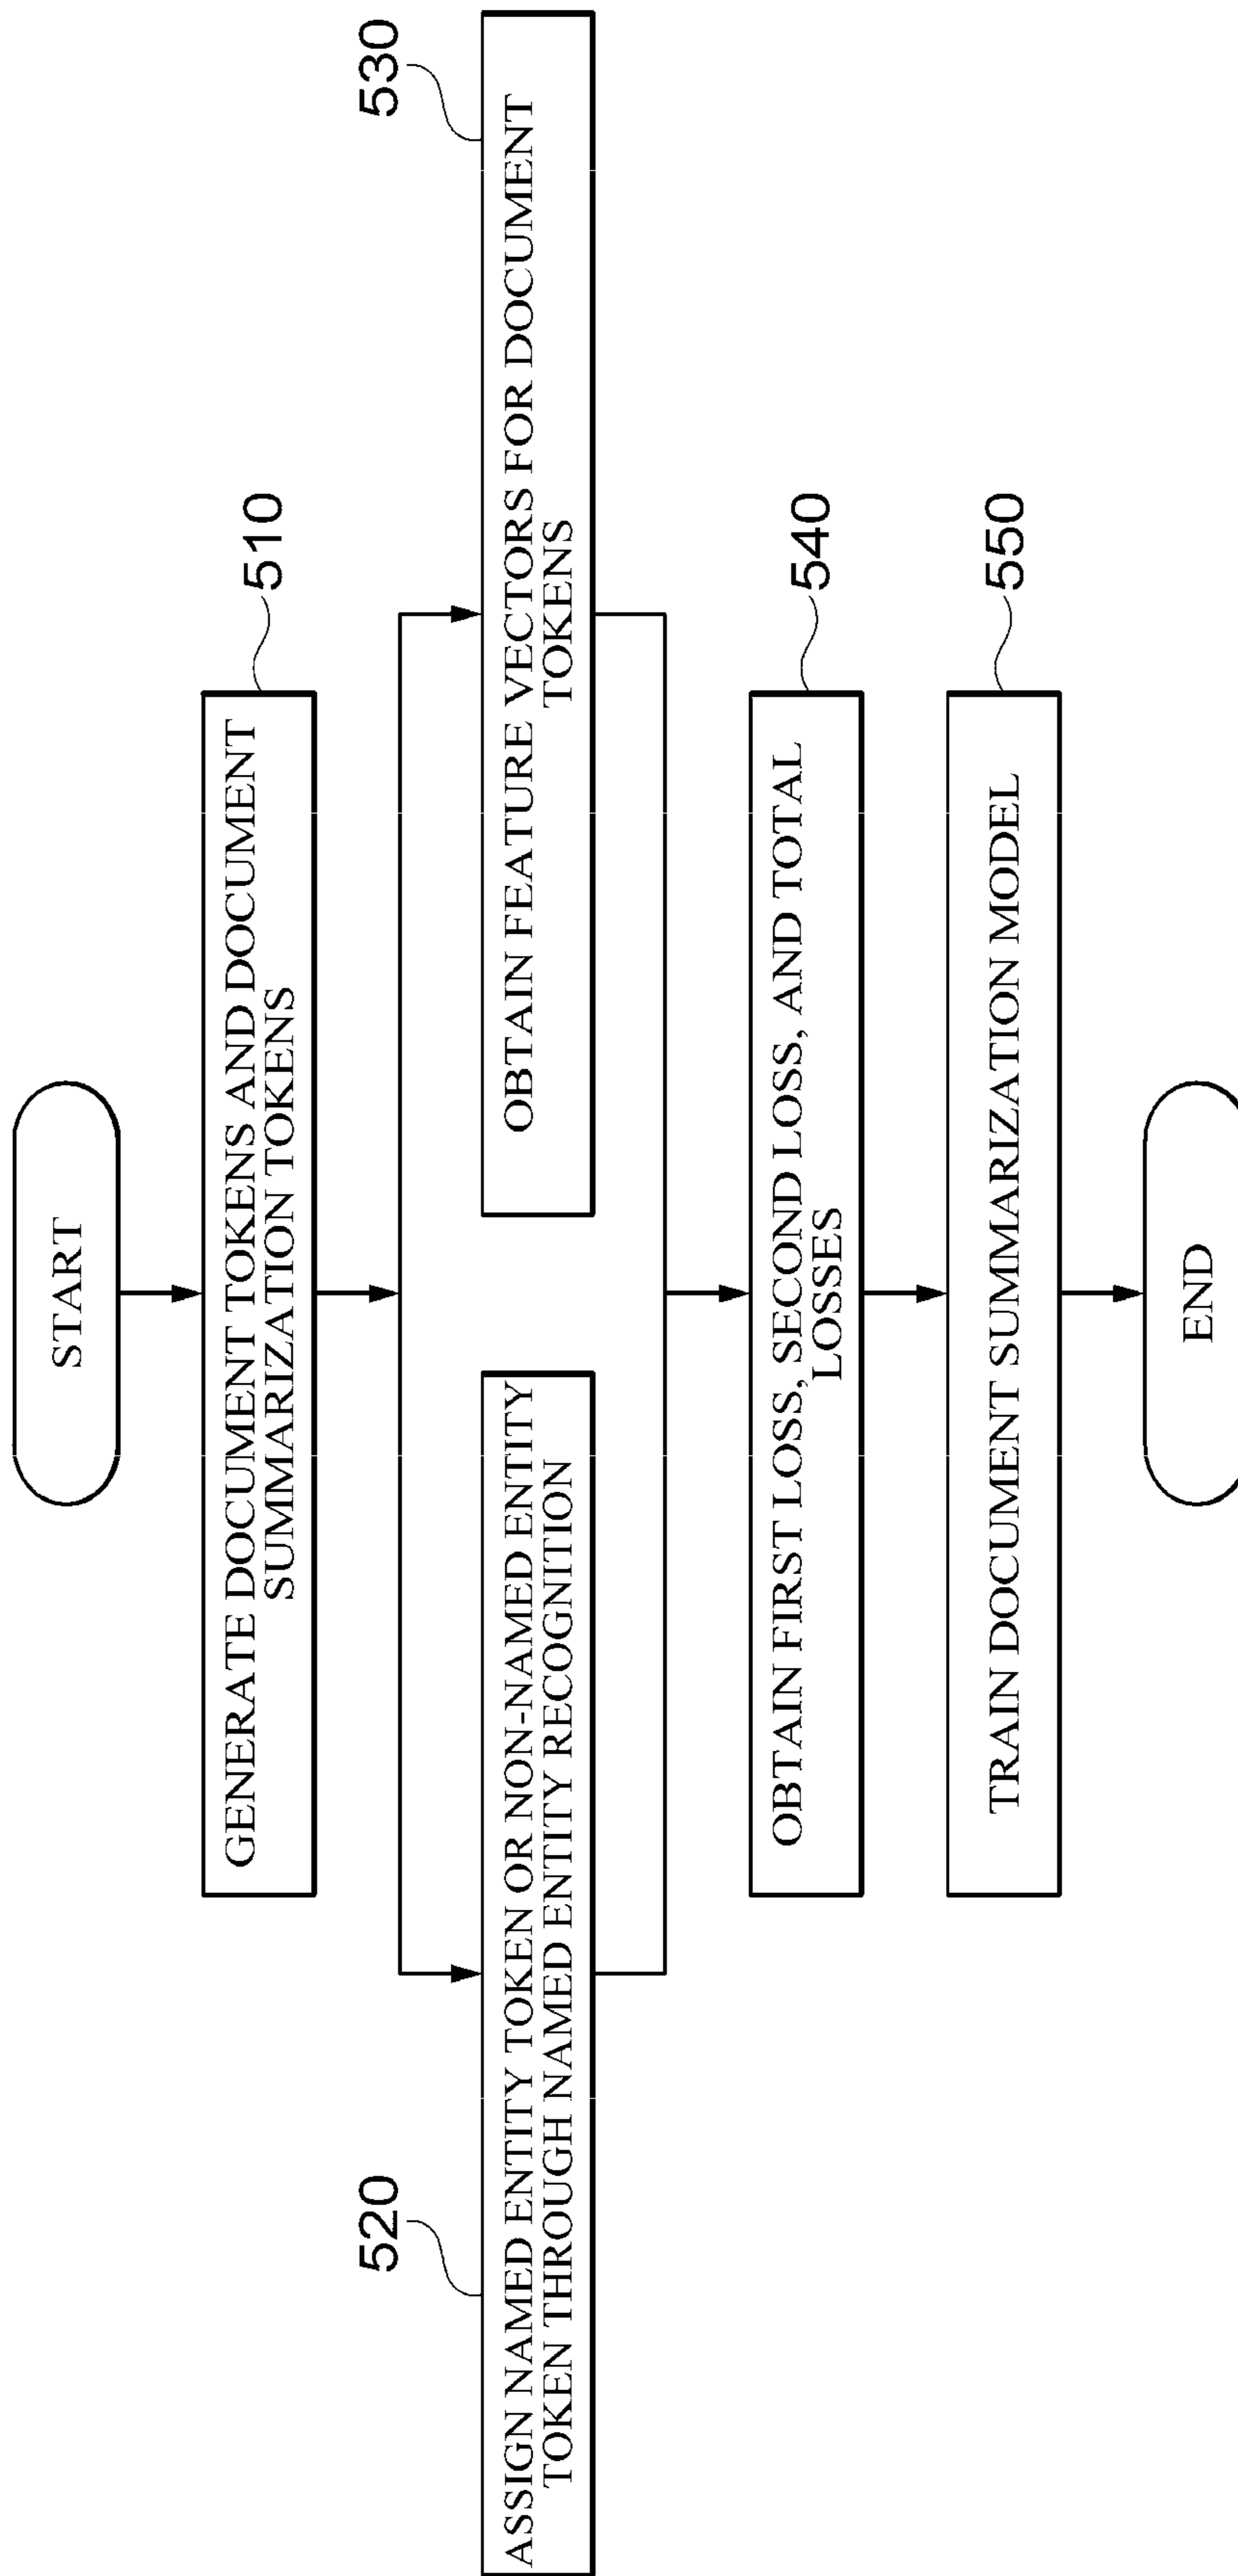 START
GENERATE DOCUMENT TOKENS AND DOCUMENT
SUMMARIZATION TOKENS
510
ASSIGN NAMED ENTITY TOKEN OR NON-NAMED ENTITY
TOKEN THROUGH NAMED ENTITY RECOGNITION
520
OBTAIN FEATURE VECTORS FOR DOCUMENT
TOKENS
530
OBTAIN FIRST LOSS, SECOND LOSS, AND TOTAL
LOSSES
540
TRAIN DOCUMENT SUMMARIZATION MODEL
550
END